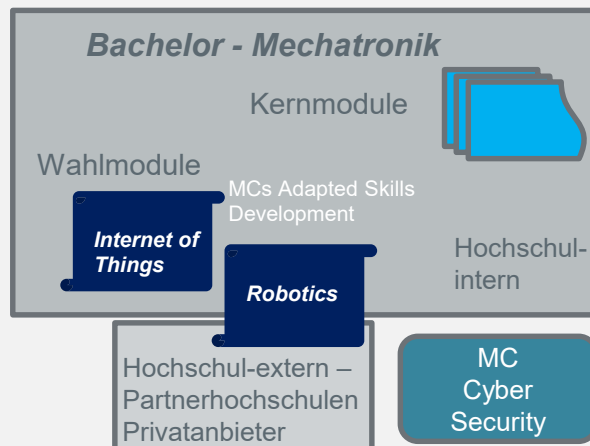 Bachelor - Mechatronik
Kernmodule
Wahlmodule
MCs Adapted Skills
Development
Internet of
Things
Robotics
Hochschul-
intern
Hochschul-extern –
Partnerhochschulen
Privatanbieter
MC
Cyber
Security